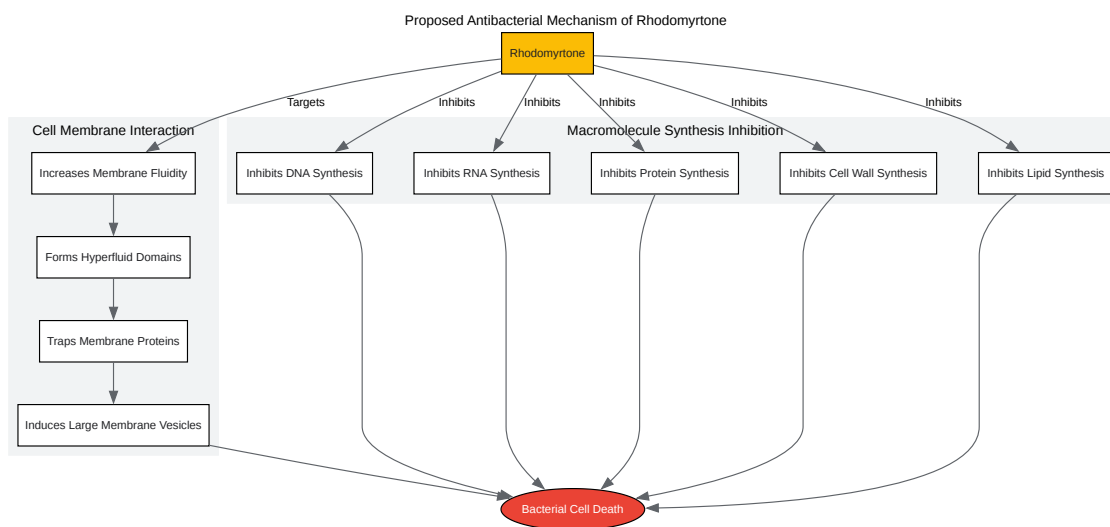 Proposed Antibacterial Mechanism of Rhodomyrtone
Rhodomyrtone
Targets
Inhibits
Inhibits
Inhibits
Inhibits
Inhibits
Cell Membrane Interaction
Macromolecule Synthesis Inhibition
Increases Membrane Fluidity
Inhibits DNA Synthesis
Inhibits RNA Synthesis
Inhibits Protein Synthesis
Inhibits Cell Wall Synthesis
Inhibits Lipid Synthesis
Forms Hyperfluid Domains
Traps Membrane Proteins
Induces Large Membrane Vesicles
Bacterial Cell Death